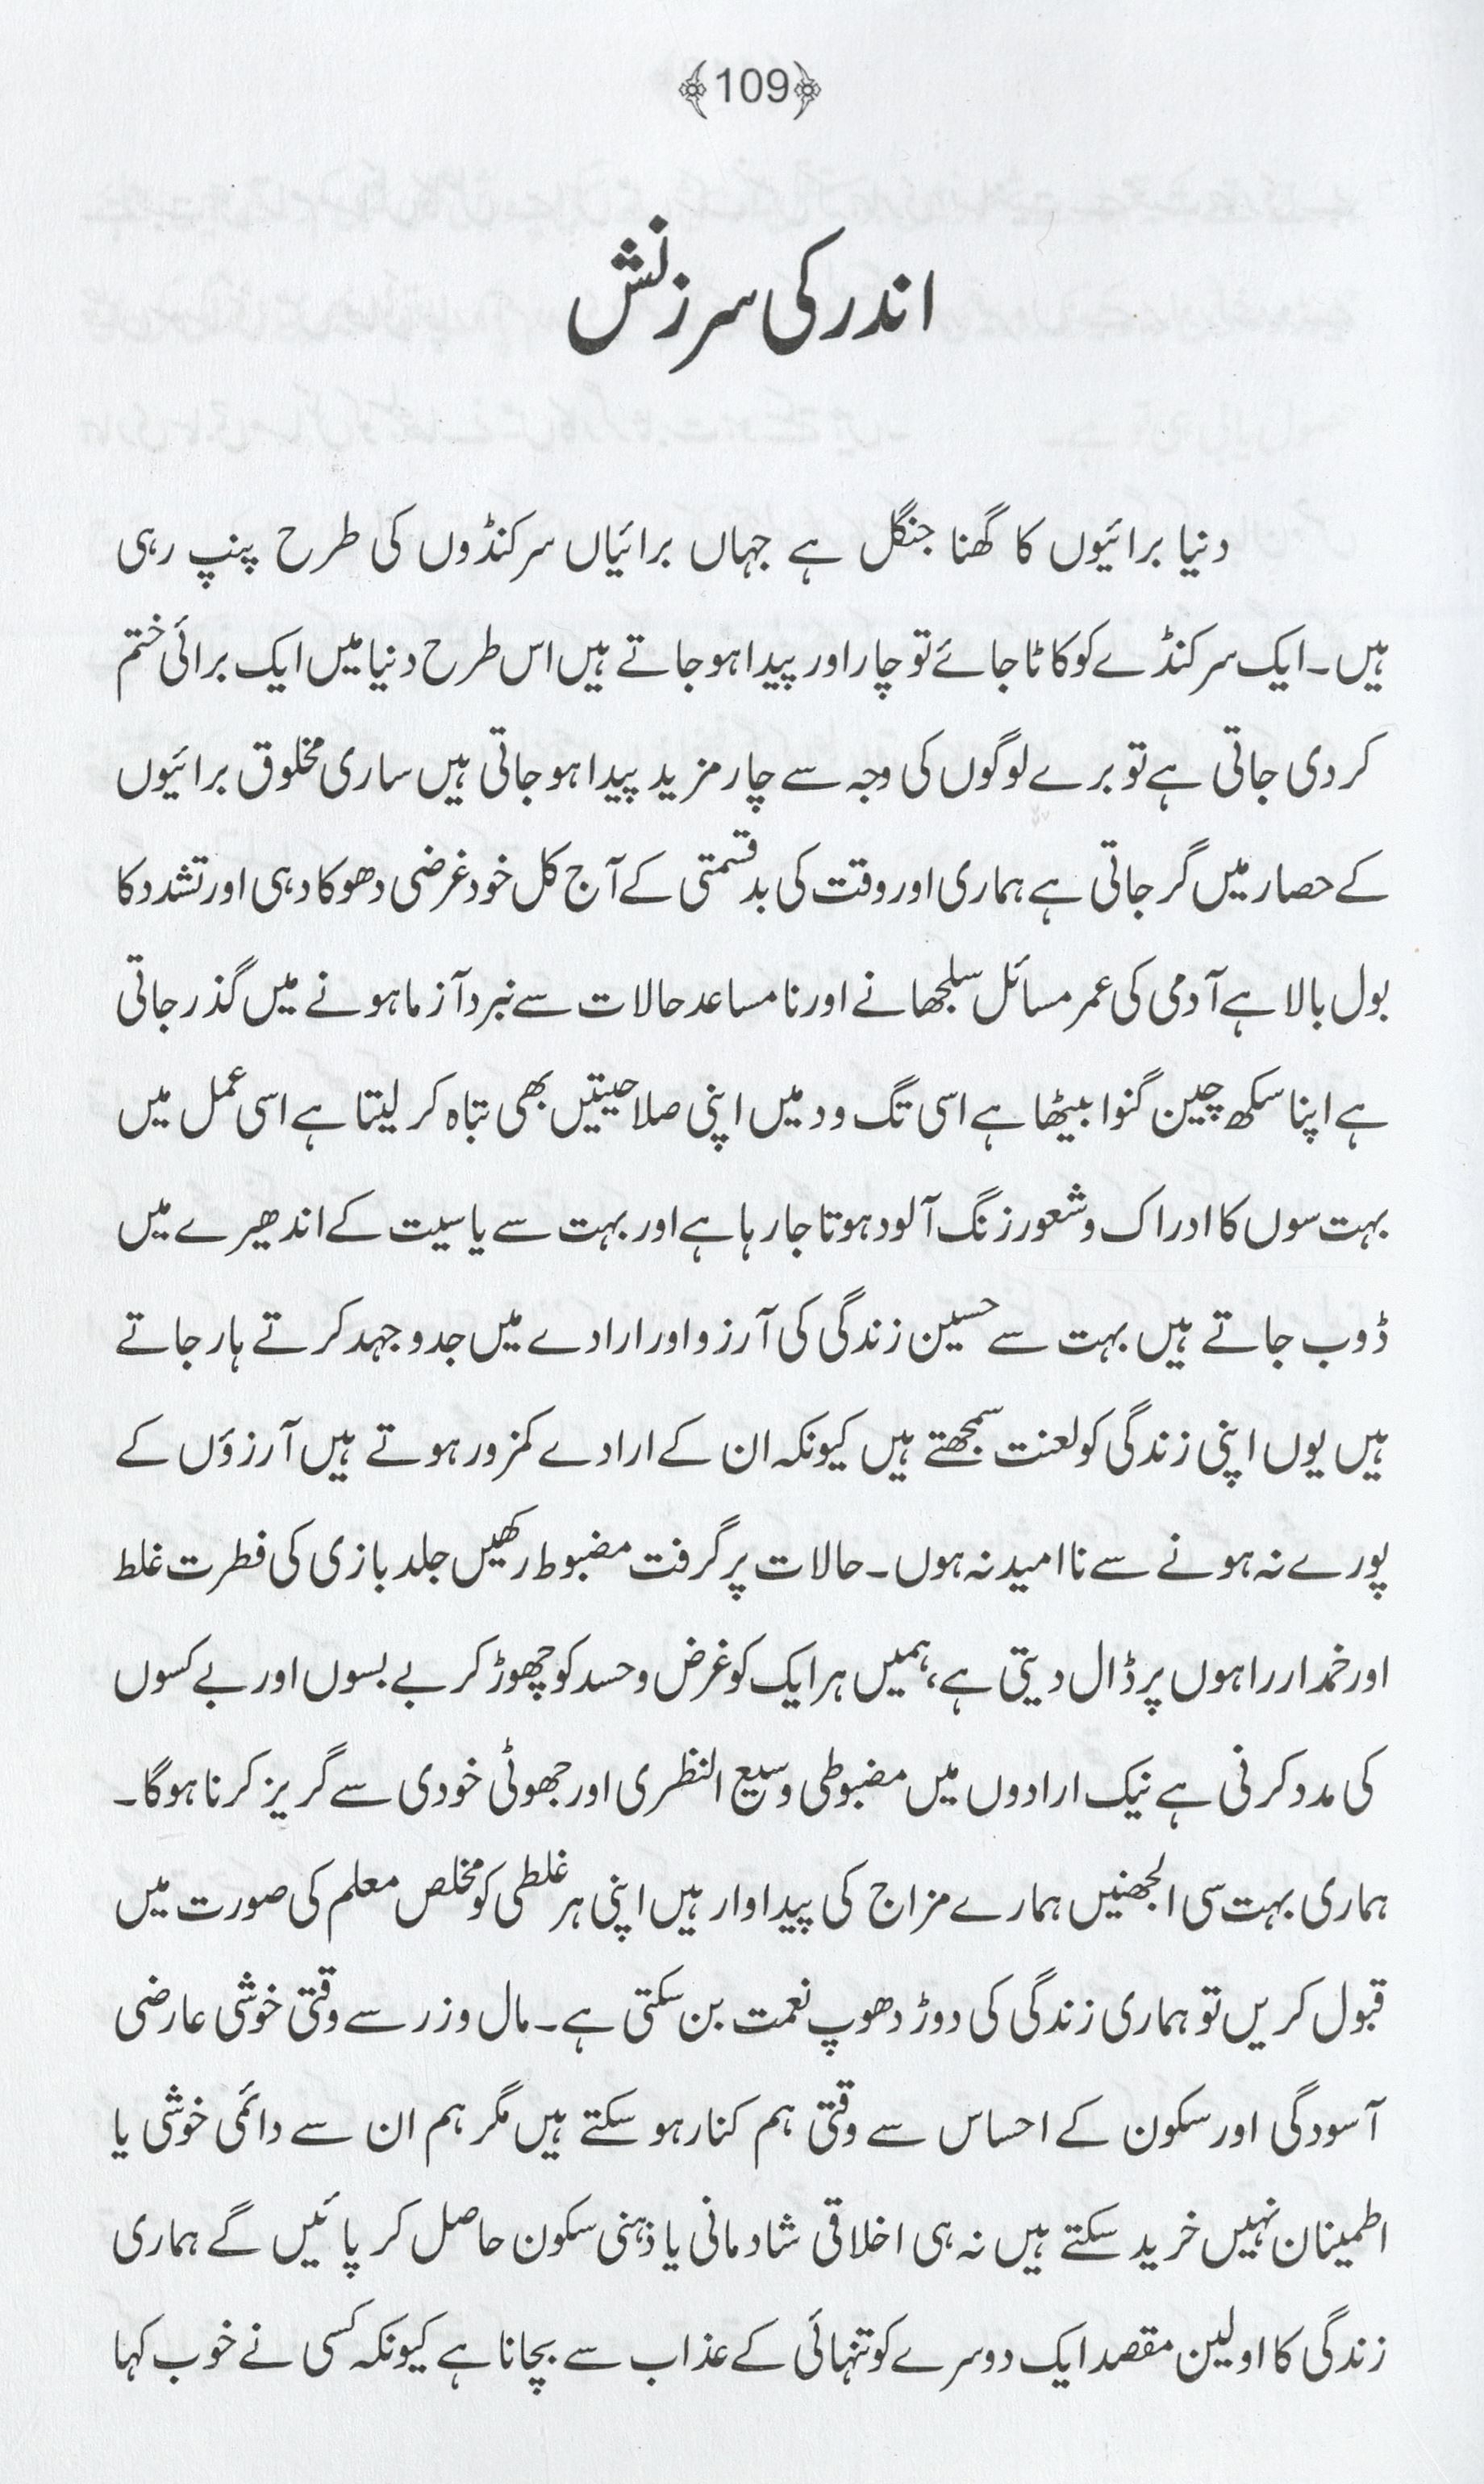 109
اندر کی سرزنش
دنیا برائیوں کا گھنا جنگل ہے جہاں برائیاں سرکنڈوں کی طرح پنپ رہی
ہیں۔ ایک سرکنڈے کو کاٹا جائے تو چار اور پیدا ہو جاتے ہیں اس طرح دنیا میں ایک برائی ختم
کر دی جاتی ہے تو برے لوگوں کی وجہ سے چار مزید پیدا ہو جاتی ہیں ساری مخلوق برائیوں
کے حصار میں گر جاتی ہے ہماری اور وقت کی بدقسمتی کے آج کل خود غرضی دھوکا دہی اور تشدد کا
بول بالا ہے آدمی کی عمر مسائل سلجھانے اور نا مساعد حالات سے نبرد آزما ہونے میں گذر جاتی
ہے اپنا سکھ چین گنوا بیٹھا ہے اسی تگ و دو میں اپنی صلاحیتیں بھی تباہ کر لیتا ہے اسی عمل میں
بہت سوں کا ادراک و شعور زنگ آلود ہوتا جا رہا ہے اور بہت سے یاسیت کے اندھیرے میں
ڈوب جاتے ہیں بہت سے حسین زندگی کی آرزو اور ارادے میں جدوجہد کرتے ہار جاتے
ہیں یوں اپنی زندگی کو لعنت سمجھتے ہیں کیونکہ ان کے ارادے کمزور ہوتے ہیں آرزؤں کے
پورے نہ ہونے سے نا امید نہ ہوں۔ حالات پر گرفت مضبوط رکھیں جلد بازی کی فطرت غلط
اور خمدار راہوں پر ڈال دیتی ہے، ہمیں ہر ایک کو غرض و حسد کو چھوڑ کر بے بسوں اور بے کسوں
کی مدد کرنی ہے نیک ارادوں میں مضبوطی وسیع النظری اور جھوٹی خودی سے گریز کرنا ہوگا۔
ہماری بہت سی الجھنیں ہمارے مزاج کی پیداوار ہیں اپنی ہر غلطی کو مخلص معلم کی صورت میں
قبول کریں تو ہماری زندگی کی دوڑ دھوپ نعمت بن سکتی ہے۔ مال و زر سے وقتی خوشی عارضی
آسودگی اور سکون کے احساس سے وقتی ہم کنار ہو سکتے ہیں مگر ہم ان سے دائمی خوشی یا
اطمینان نہیں خرید سکتے ہیں نہ ہی اخلاقی شادمانی یا ذہنی سکون حاصل کر پائیں گے ہماری
زندگی کا اولین مقصد ایک دوسرے کو تنہائی کے عذاب سے بچانا ہے کیونکہ کسی نے خوب کہا